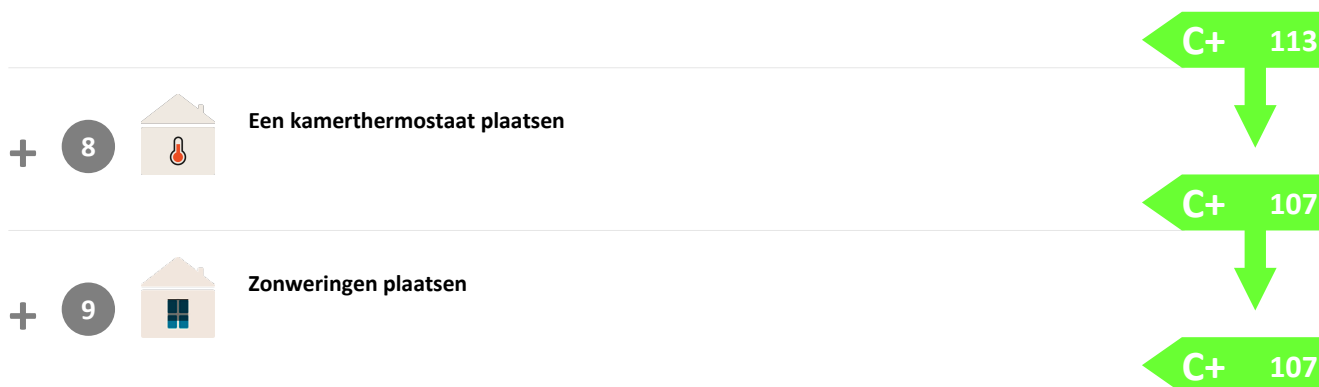 C+ 113
+ 8 Een kamerthermostaat plaatsen
C+ 107
+ 9 Zonweringen plaatsen
C+ 107